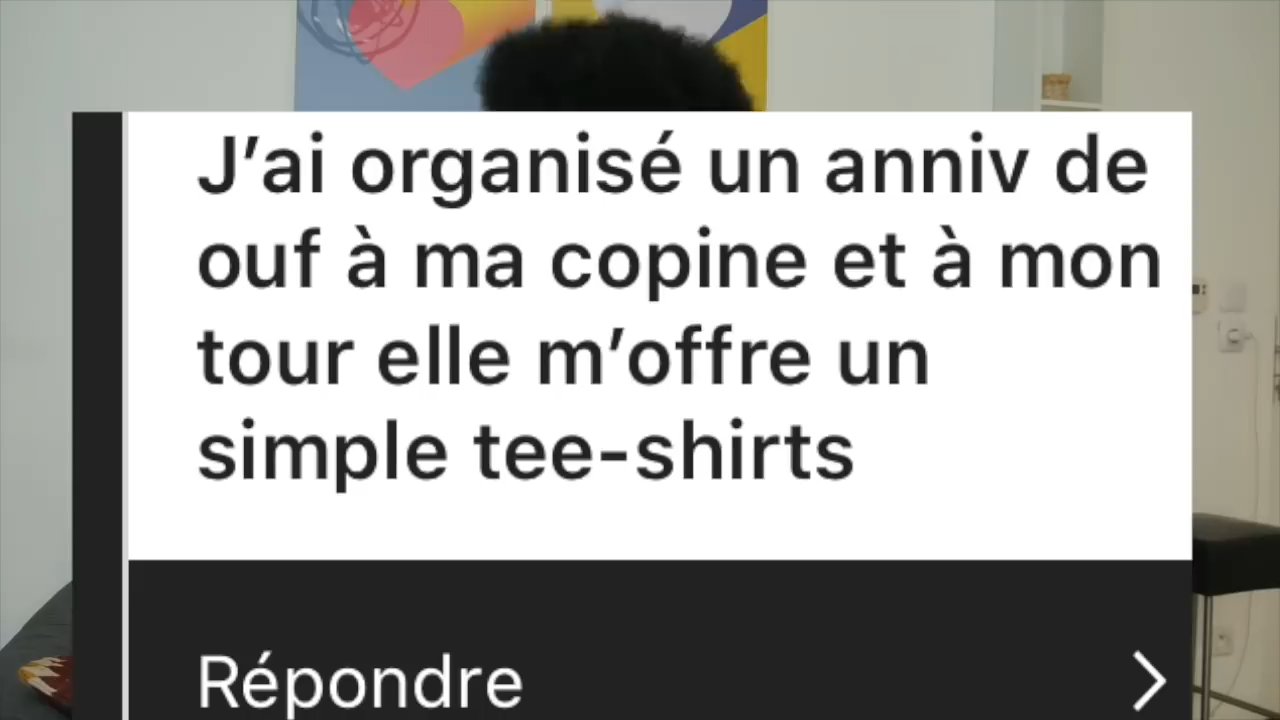 J’ai organisé un anniv de
ouf à ma copine et à mon
tour elle m’offre un
simple tee-shirts
Répondre